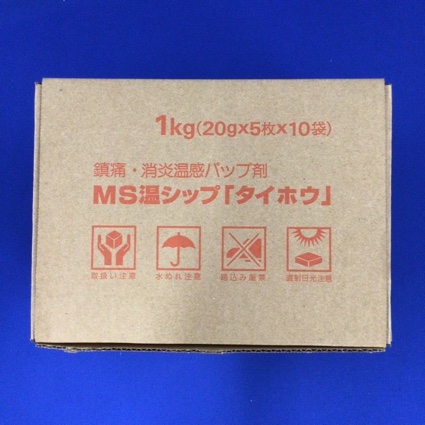 1kg(20g×5枚×10袋)
鎮痛・消炎温感パップ剤
MS温シップ「タイホウ」
取扱い注意 水ぬれ注意 踏込み厳禁 直射日光注意